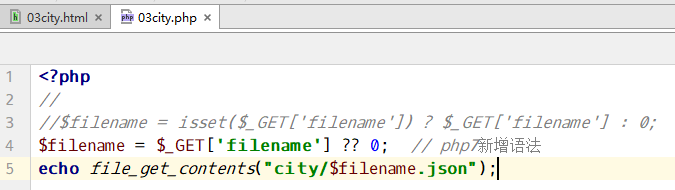 03city.html 03city.php
1 <?php
2 //
3 //$filename = isset($_GET['filename']) ? $_GET['filename'] : 0;
4 $filename = $_GET['filename'] ?? 0; // php7新增语法
5 echo file_get_contents("city/$filename.json");